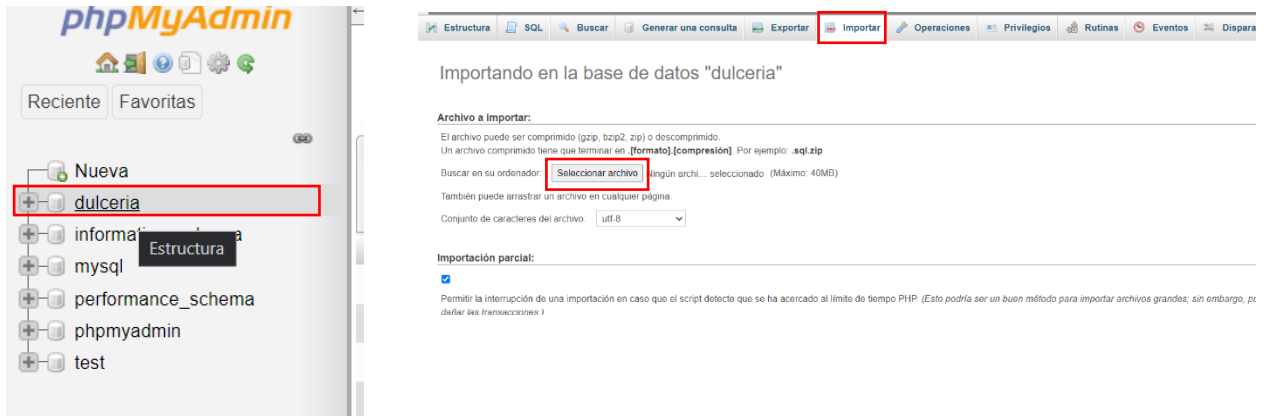 phpMyAdmin
Reciente Favoritas
Nueva
dulceria
Estructura
mysql
performance_schema
phpmyadmin
test
Estructura SQL Buscar Generar una consulta Exportar Importar Operaciones Privilegios Rutinas Eventos Dispara
Importando en la base de datos "dulceria"
Archivo a importar:
El archivo puede ser comprimido (gzip, bzip2, zip) o descomprimido.
Un archivo comprimido tiene que terminar en .[formato].[compresión]. Por ejemplo: .sql.zip
Buscar en su ordenador: Seleccionar archivo Ningún archi... seleccionado (Máximo: 40MB)
También puede arrastrar un archivo en cualquier página.
Conjunto de caracteres del archivo: utf-8
Importación parcial:
Permitir la interrupción de una importación en caso que el script detecto que se ha acercado al límite de tiempo PHP. (Esto podría ser un buen método para importar archivos grandes; sin embargo, pu
dañar las transacciones.)